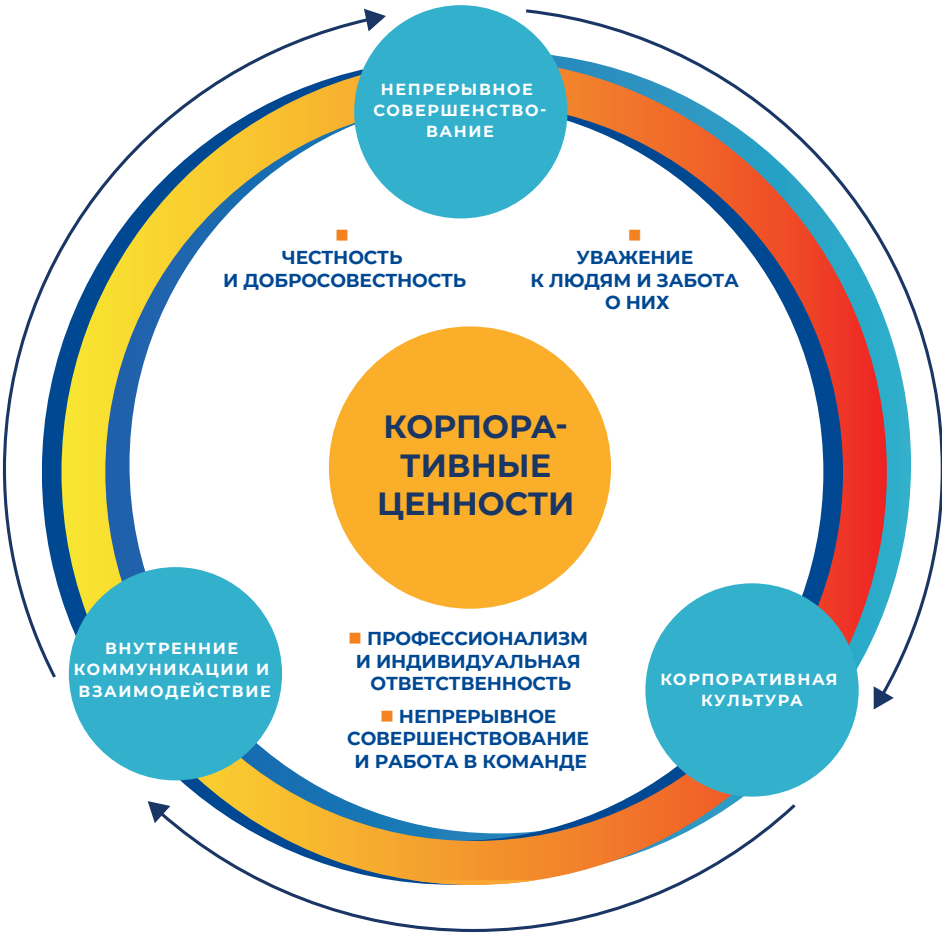 НЕПРЕРЫВНОЕ
СОВЕРШЕНСТВО-
ВАНИЕ
ЧЕСТНОСТЬ
И ДОБРОСОВЕСТНОСТЬ
УВАЖЕНИЕ
К ЛЮДЯМ И ЗАБОТА
О НИХ
КОРПОРА-
ТИВНЫЕ
ЦЕННОСТИ
ВНУТРЕННИЕ
КОММУНИКАЦИИ И
ВЗАИМОДЕЙСТВИЕ
ПРОФЕССИОНАЛИЗМ
И ИНДИВИДУАЛЬНАЯ
ОТВЕТСТВЕННОСТЬ
НЕПРЕРЫВНОЕ
СОВЕРШЕНСТВОВАНИЕ
И РАБОТА В КОМАНДЕ
КОРПОРАТИВНАЯ
КУЛЬТУРА